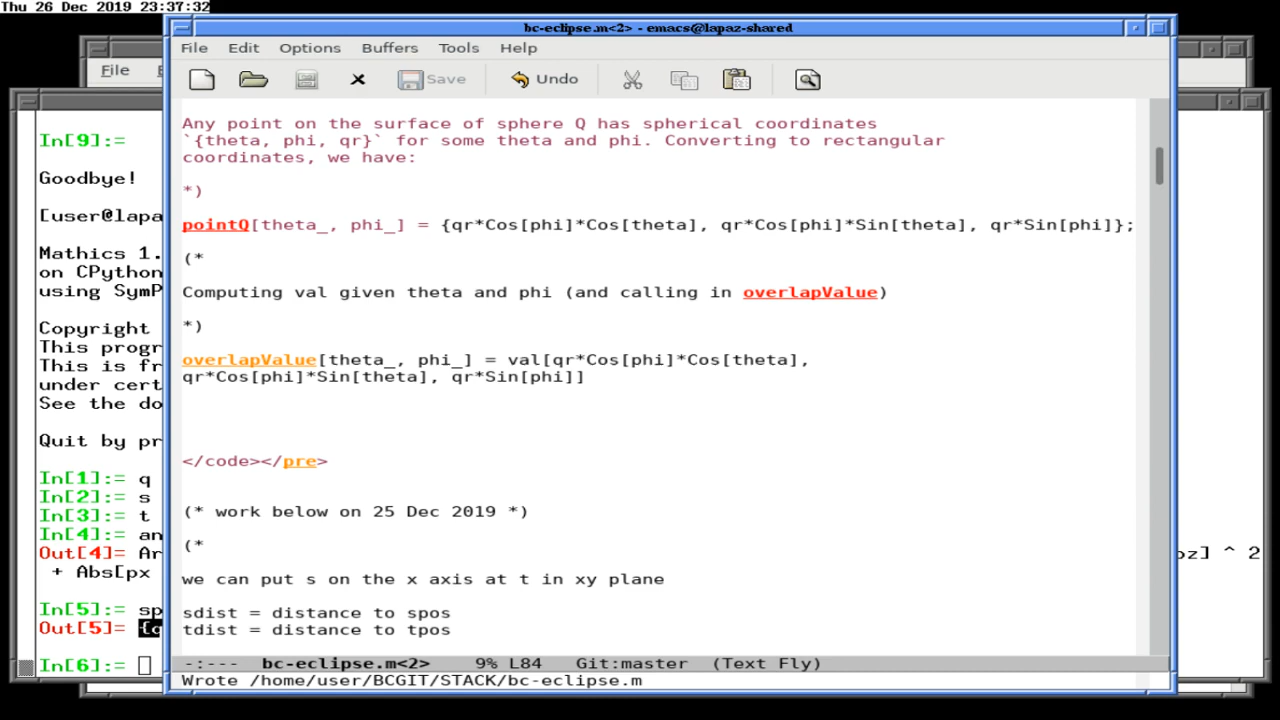 Thu 26 Dec 2019 23:37:32
bc-eclipse.m<2> - emacs@lapaz-shared
File Edit Options Buffers Tools Help
Save Undo
File
Any point on the surface of sphere Q has spherical coordinates
`{theta, phi, qr}` for some theta and phi. Converting to rectangular
coordinates, we have:
*)
pointQ[theta_, phi_] = {qr*Cos[phi]*Cos[theta], qr*Cos[phi]*Sin[theta], qr*Sin[phi]};
(*
Computing val given theta and phi (and calling in overlapValue)
*)
overlapValue[theta_, phi_] = val[qr*Cos[phi]*Cos[theta],
qr*Cos[phi]*Sin[theta], qr*Sin[phi]]
</code></pre>
(* work below on 25 Dec 2019 *)
(*
we can put s on the x axis at t in xy plane
sdist = distance to spos
tdist = distance to tpos
-:--- bc-eclipse.m<2> 9% L84 Git:master (Text Fly)
Wrote /home/user/BCGIT/STACK/bc-eclipse.m
In[9]:=
Goodbye!
[user@lapa
Mathics 1.
on CPython
using SymP
Copyright
This progr
This is fr
under cert
See the do
Quit by pr
In[1]:= q
In[2]:= s
In[3]:= t
In[4]:= an
Out[4]= Ar oz] ^ 2
+ Abs[px
In[5]:= sp
Out[5]= {q
In[6]:=